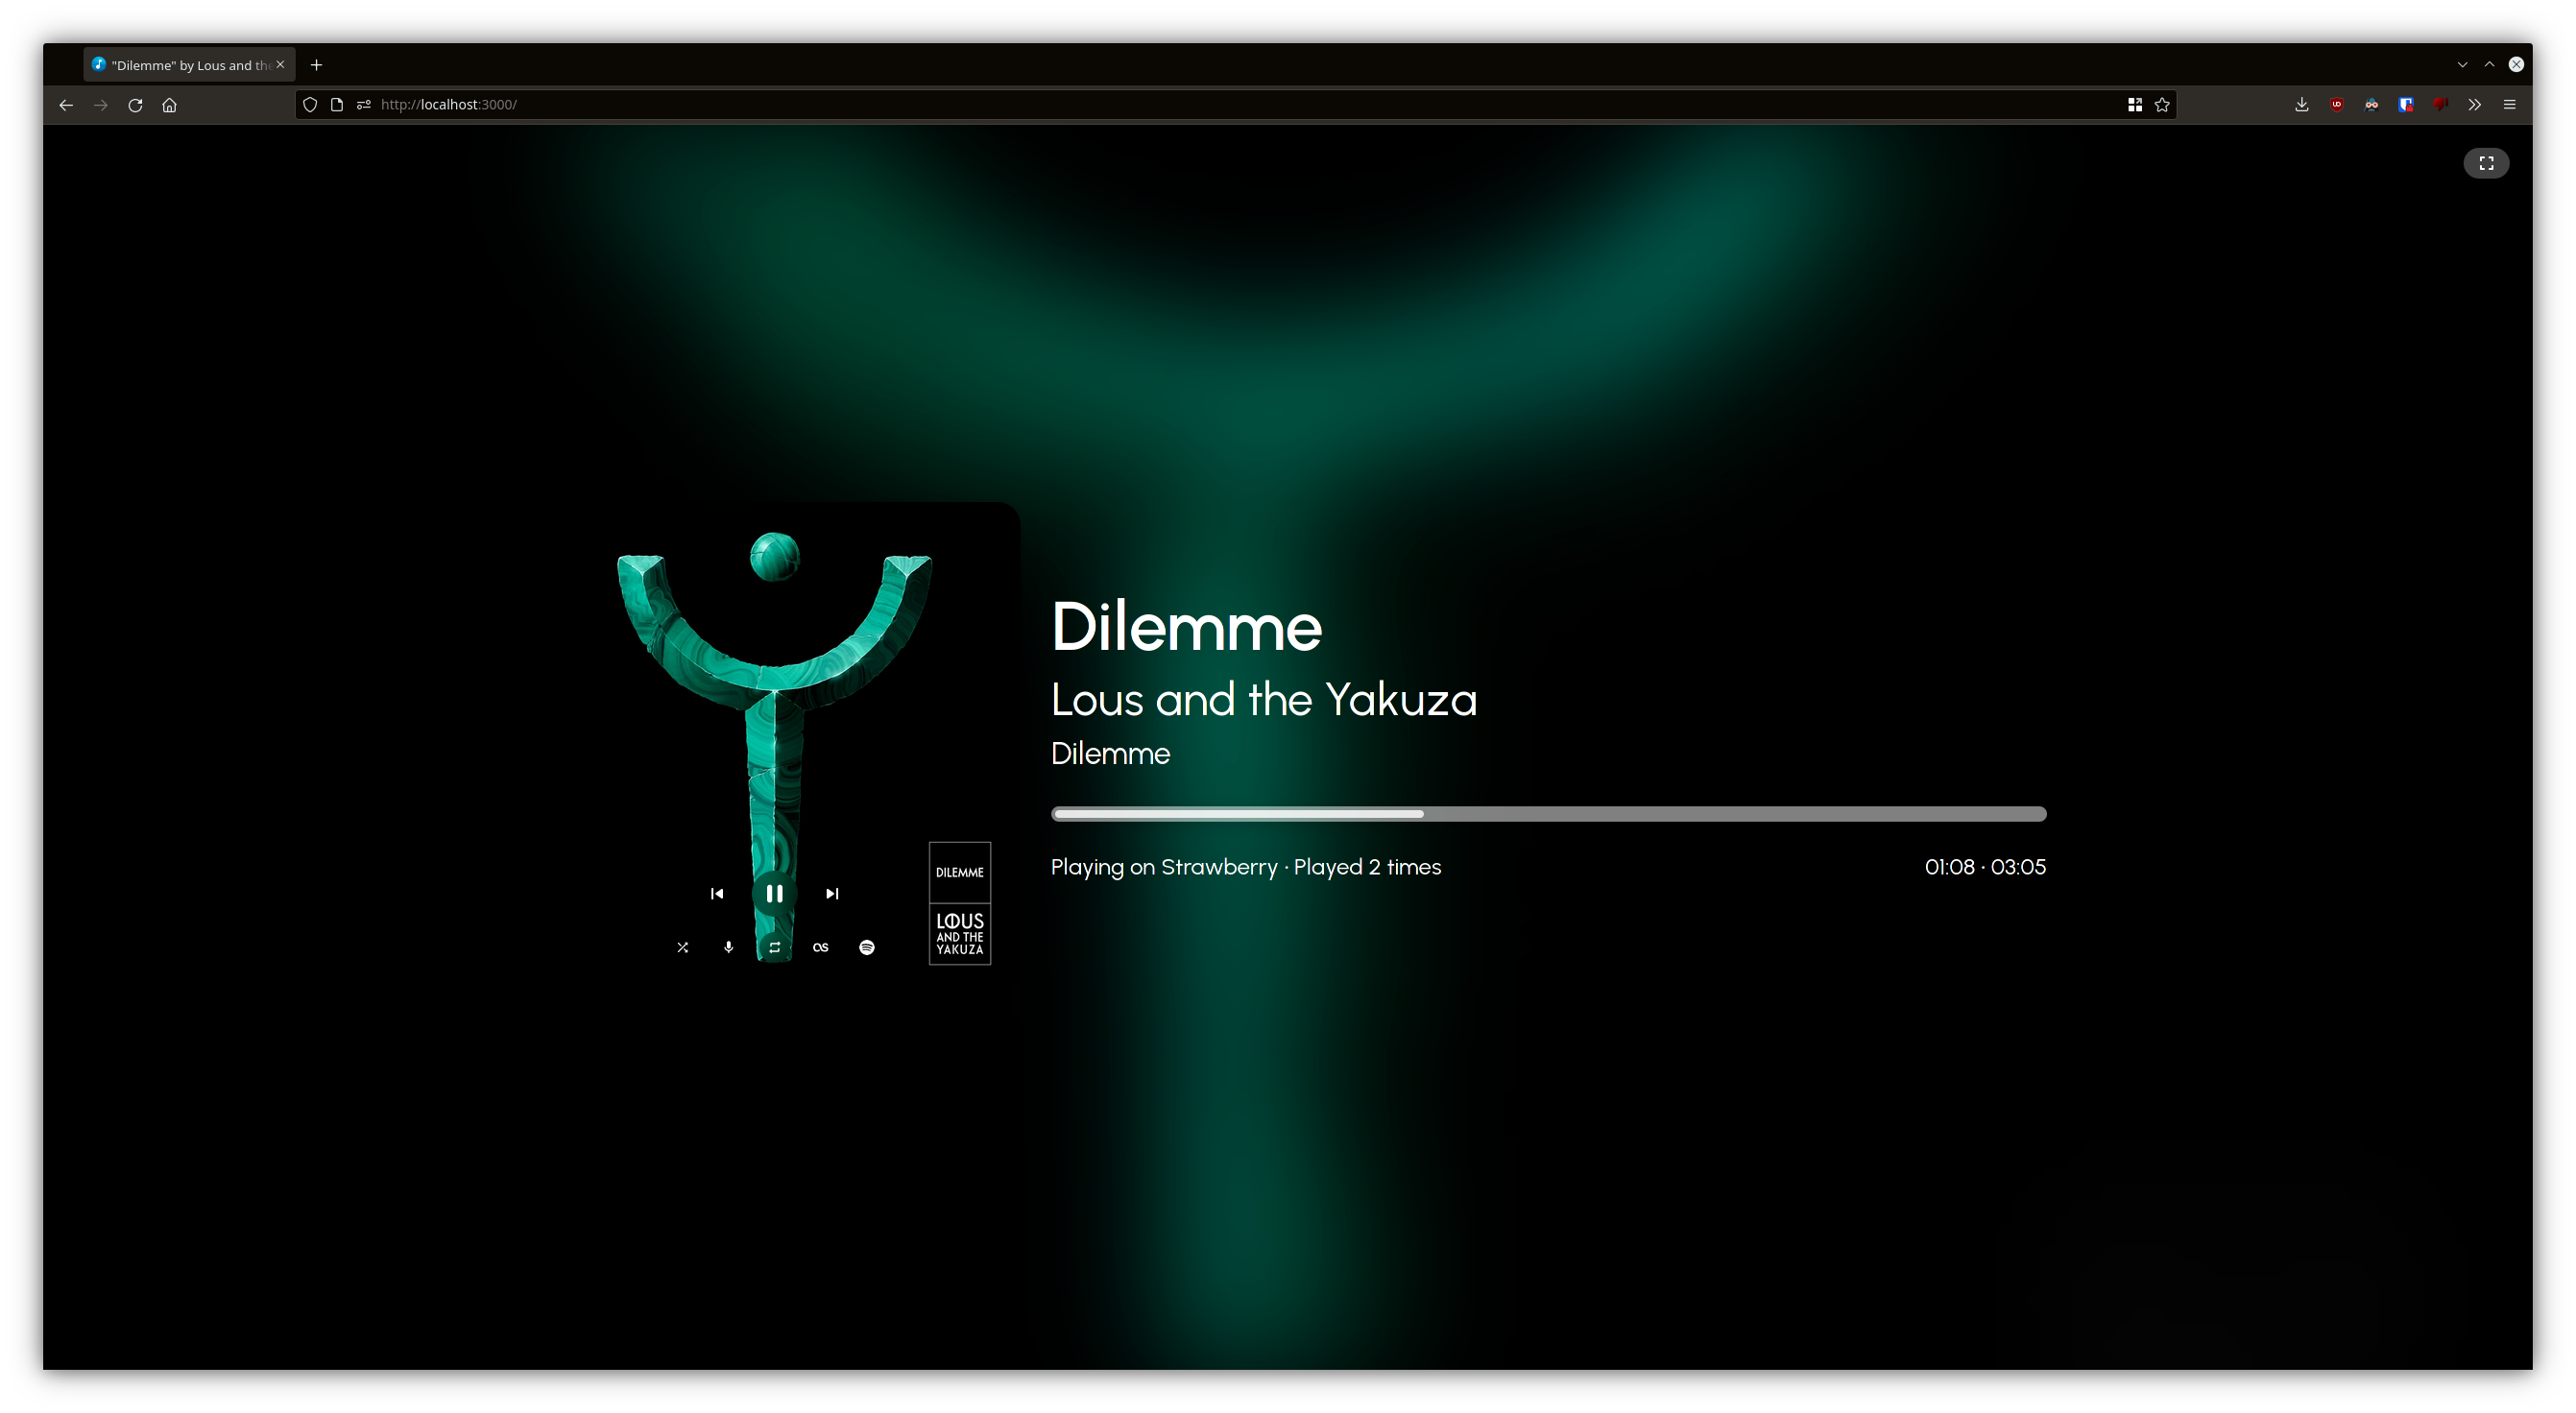 "Dilemme" by Lous and the
http://localhost:3000/
DILEMME
LOUS
AND THE
YAKUZA
Dilemme
Lous and the Yakuza
Dilemme
Playing on Strawberry · Played 2 times
01:08 · 03:05